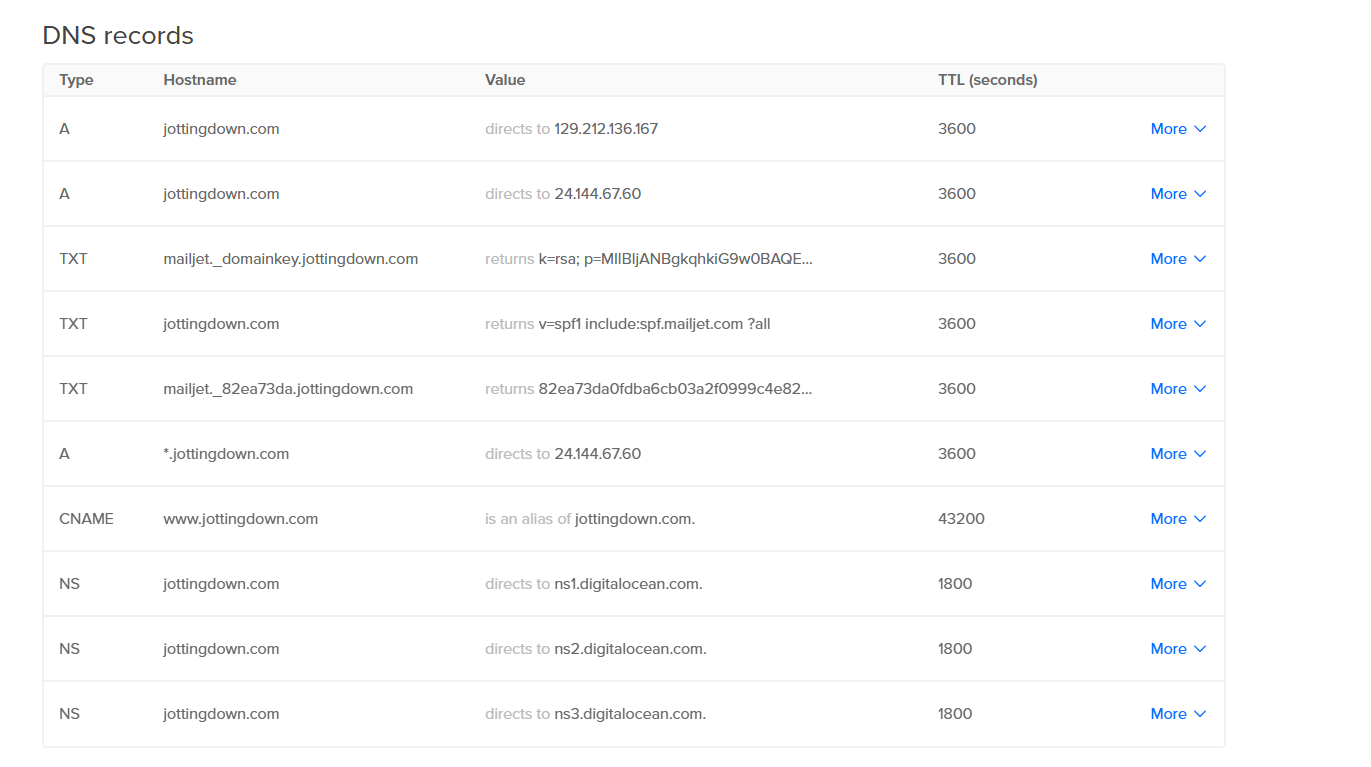 DNS records
Type Hostname Value TTL (seconds)
A jottingdown.com directs to 129.212.136.167 3600 More
A jottingdown.com directs to 24.144.67.60 3600 More
TXT mailjet._domainkey.jottingdown.com returns k=rsa; p=MIIBIjANBgkqhkiG9w0BAQE... 3600 More
TXT jottingdown.com returns v=spf1 include:spf.mailjet.com ?all 3600 More
TXT mailjet._82ea73da.jottingdown.com returns 82ea73da0fdba6cb03a2f0999c4e82... 3600 More
A *.jottingdown.com directs to 24.144.67.60 3600 More
CNAME www.jottingdown.com is an alias of jottingdown.com. 43200 More
NS jottingdown.com directs to ns1.digitalocean.com. 1800 More
NS jottingdown.com directs to ns2.digitalocean.com. 1800 More
NS jottingdown.com directs to ns3.digitalocean.com. 1800 More